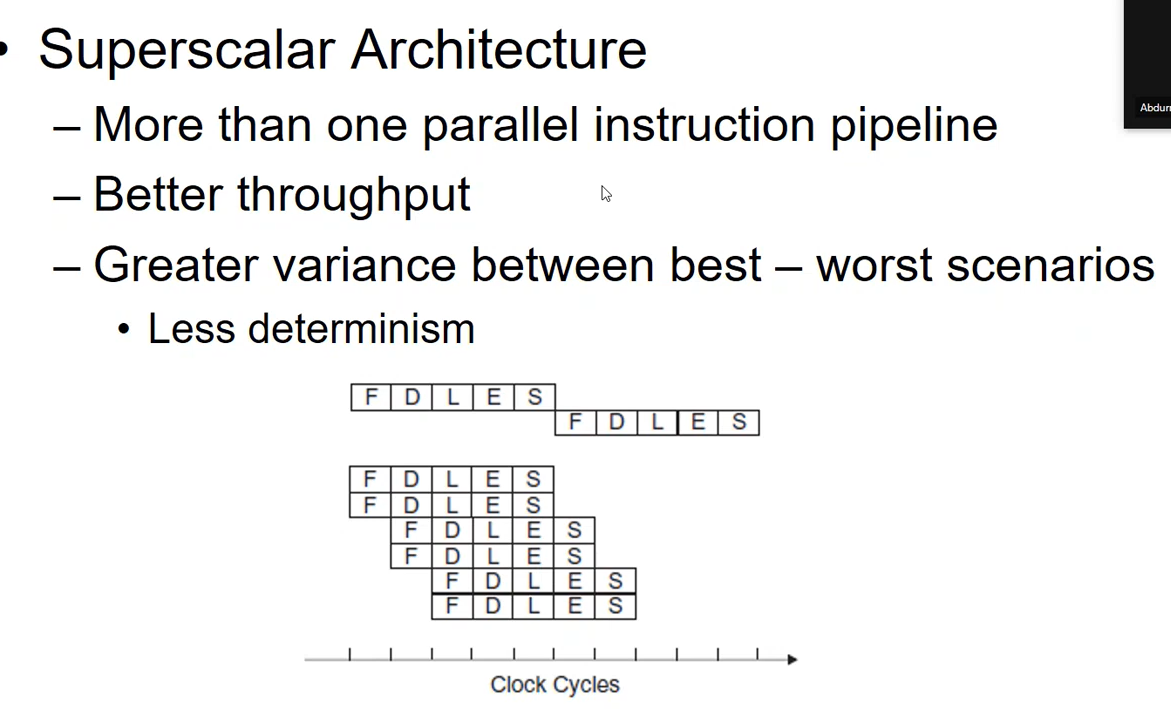 • Superscalar Architecture
– More than one parallel instruction pipeline
– Better throughput
– Greater variance between best – worst scenarios
• Less determinism
F D L E S
F D L E S
F D L E S
F D L E S
F D L E S
F D L E S
F D L E S
F D L E S
Clock Cycles